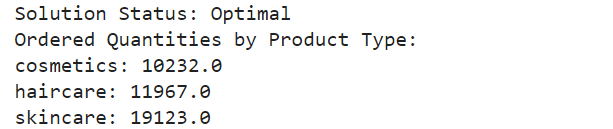 Solution Status: Optimal
Ordered Quantities by Product Type:
cosmetics: 10232.0
haircare: 11967.0
skincare: 19123.0